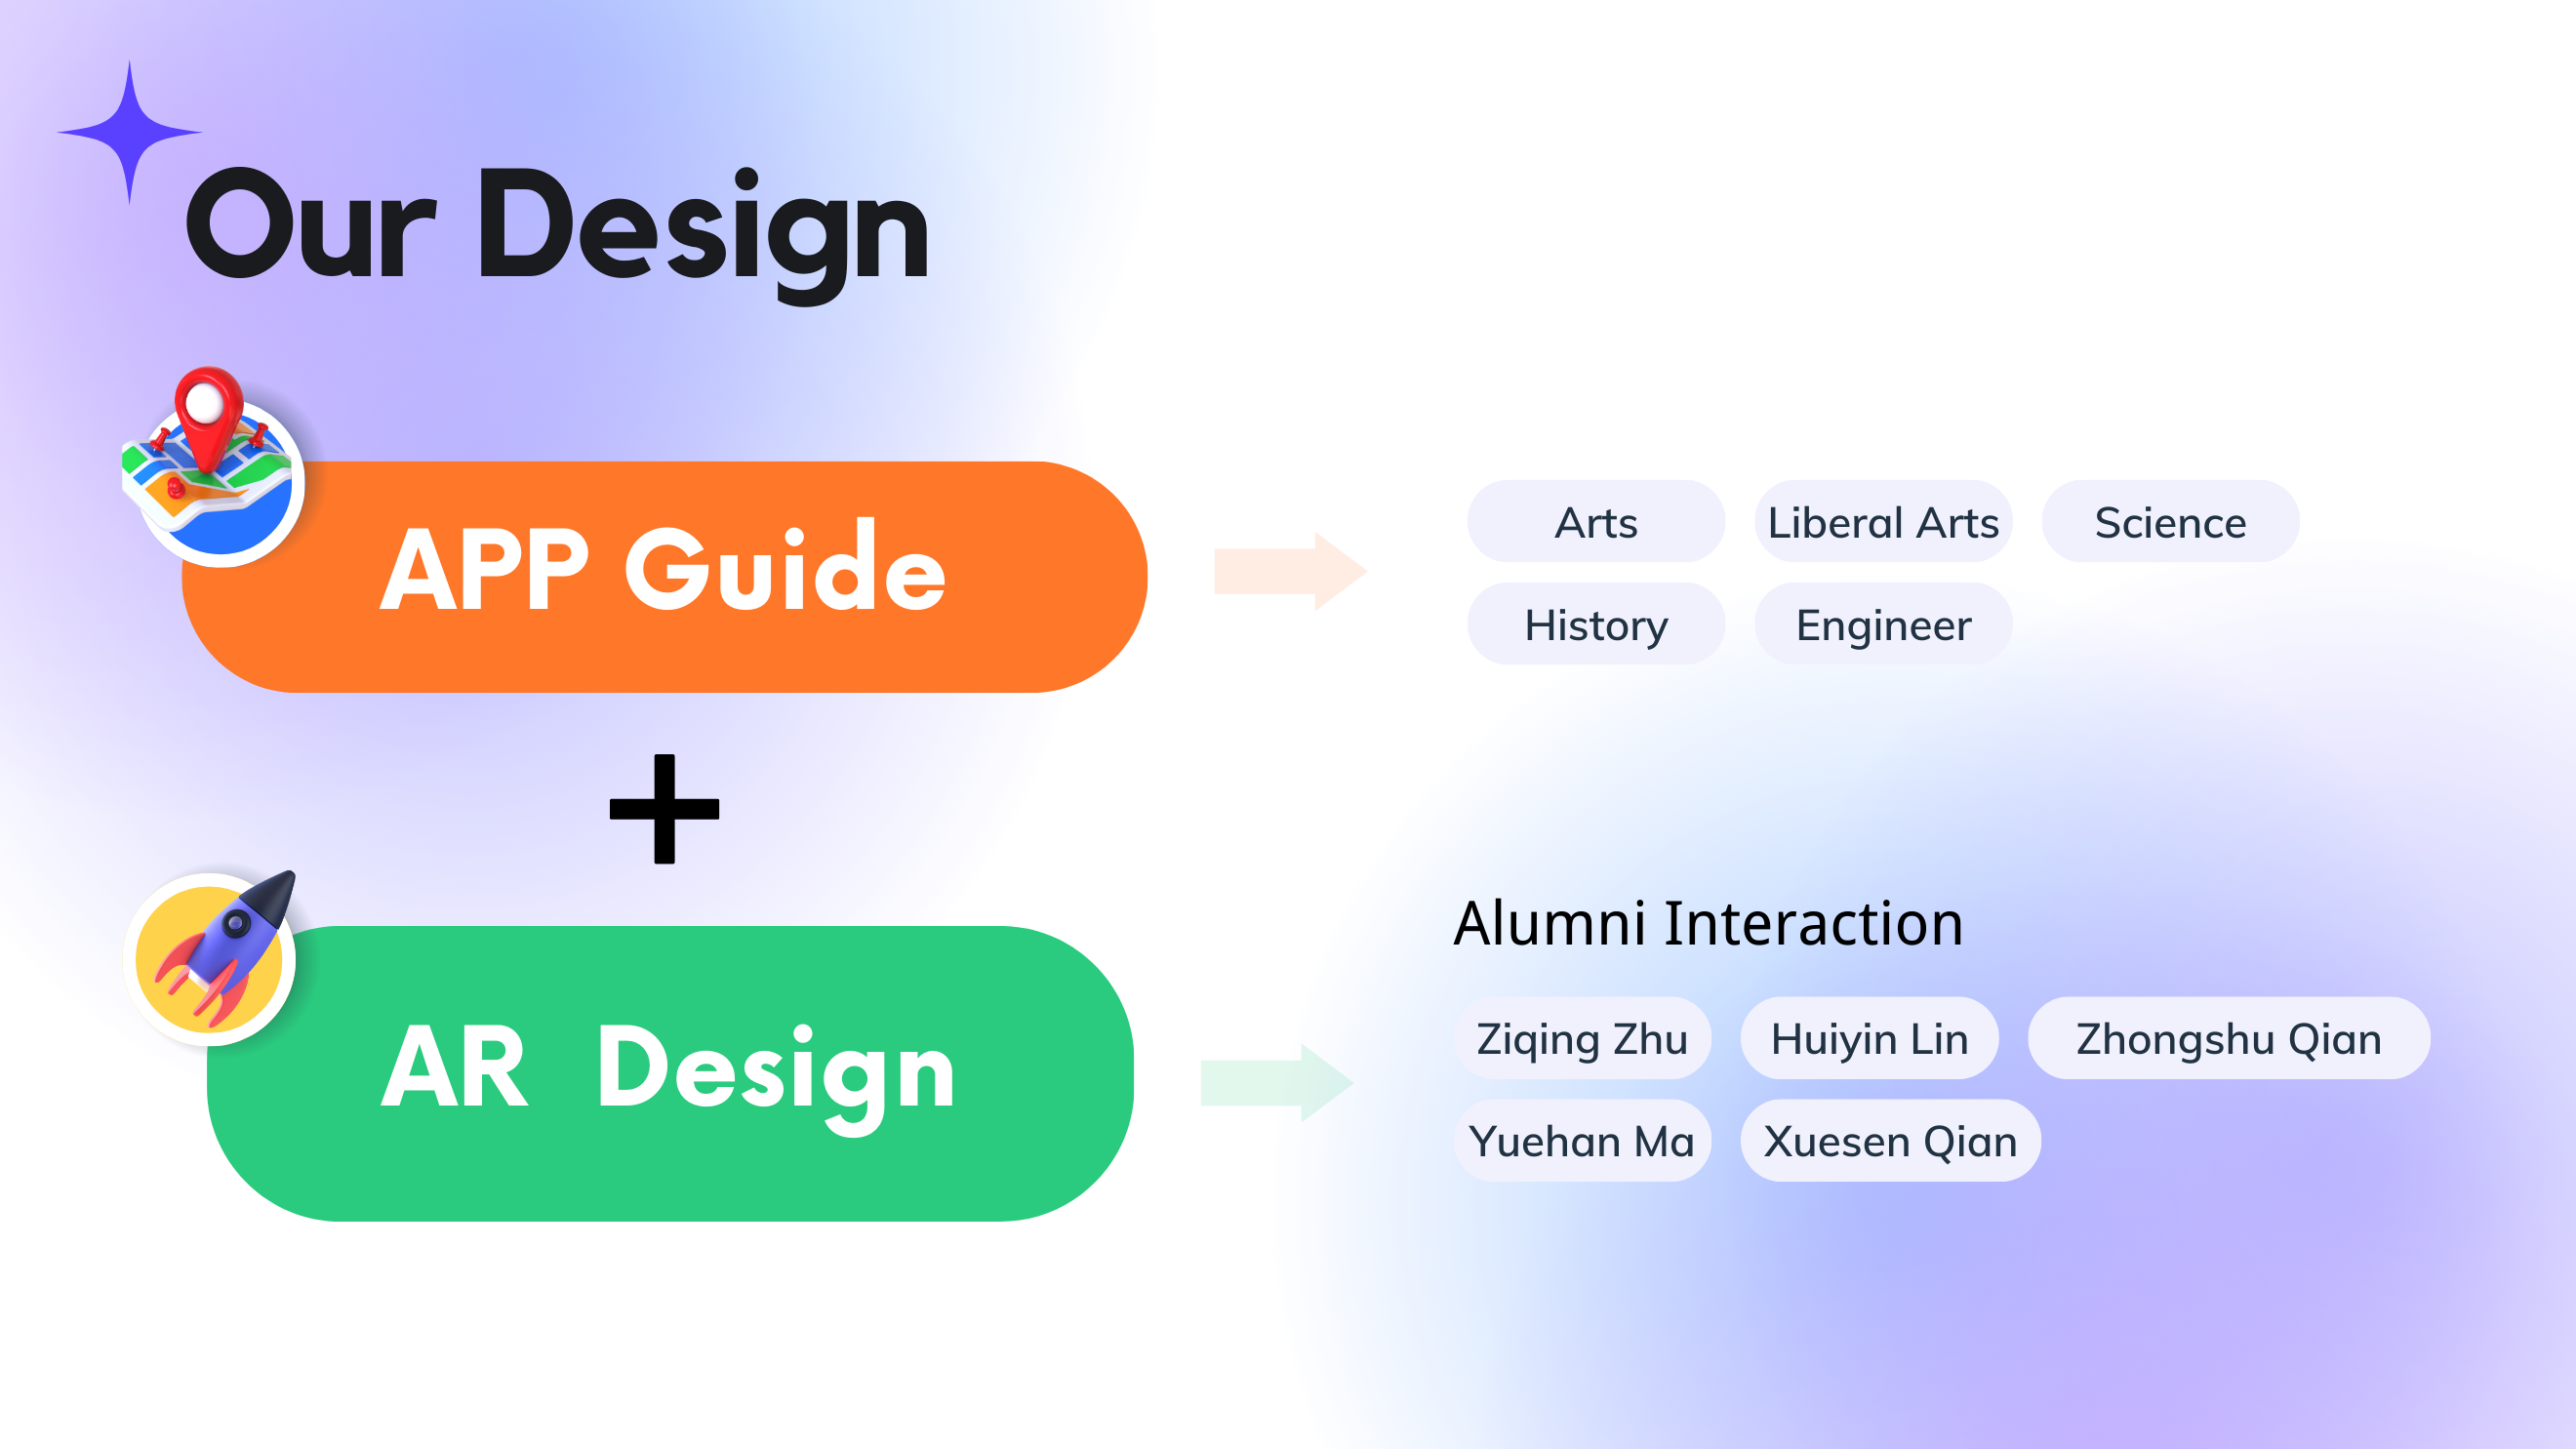 Our Design
APP Guide
Arts
Liberal Arts
Science
History
Engineer
AR Design
Alumni Interaction
Ziqing Zhu
Huiyin Lin
Zhongshu Qian
Yuehan Ma
Xuesen Qian